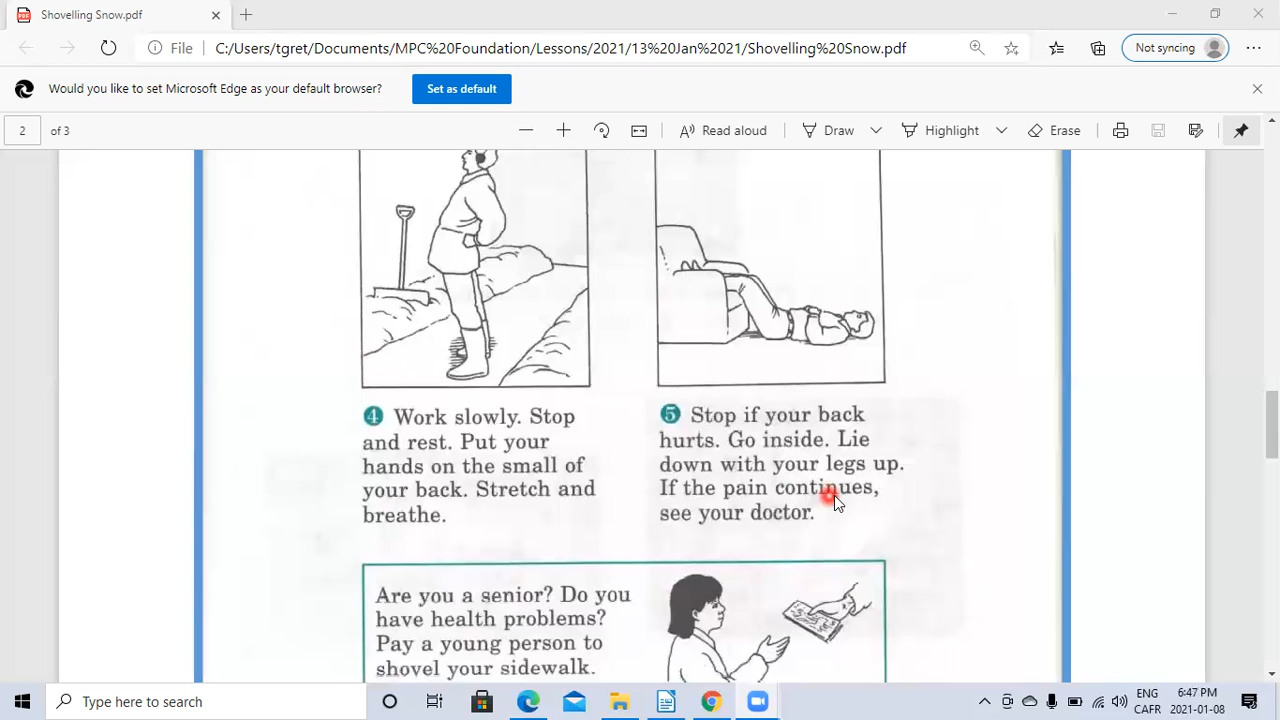 Shovelling Snow.pdf
File
C:/Users/tgret/Documents/MPC%20Foundation/Lessons/2021/13%20Jan%2021/Shovelling%20Snow.pdf
Not syncing
Would you like to set Microsoft Edge as your default browser?
Set as default
2 of 3
Read aloud
Draw
Highlight
Erase
4 Work slowly. Stop
and rest. Put your
hands on the small of
your back. Stretch and
breathe.
5 Stop if your back
hurts. Go inside. Lie
down with your legs up.
If the pain continues,
see your doctor.
Are you a senior? Do you
have health problems?
Pay a young person to
shovel your sidewalk.
Type here to search
ENG
CAFR
6:47 PM
2021-01-08